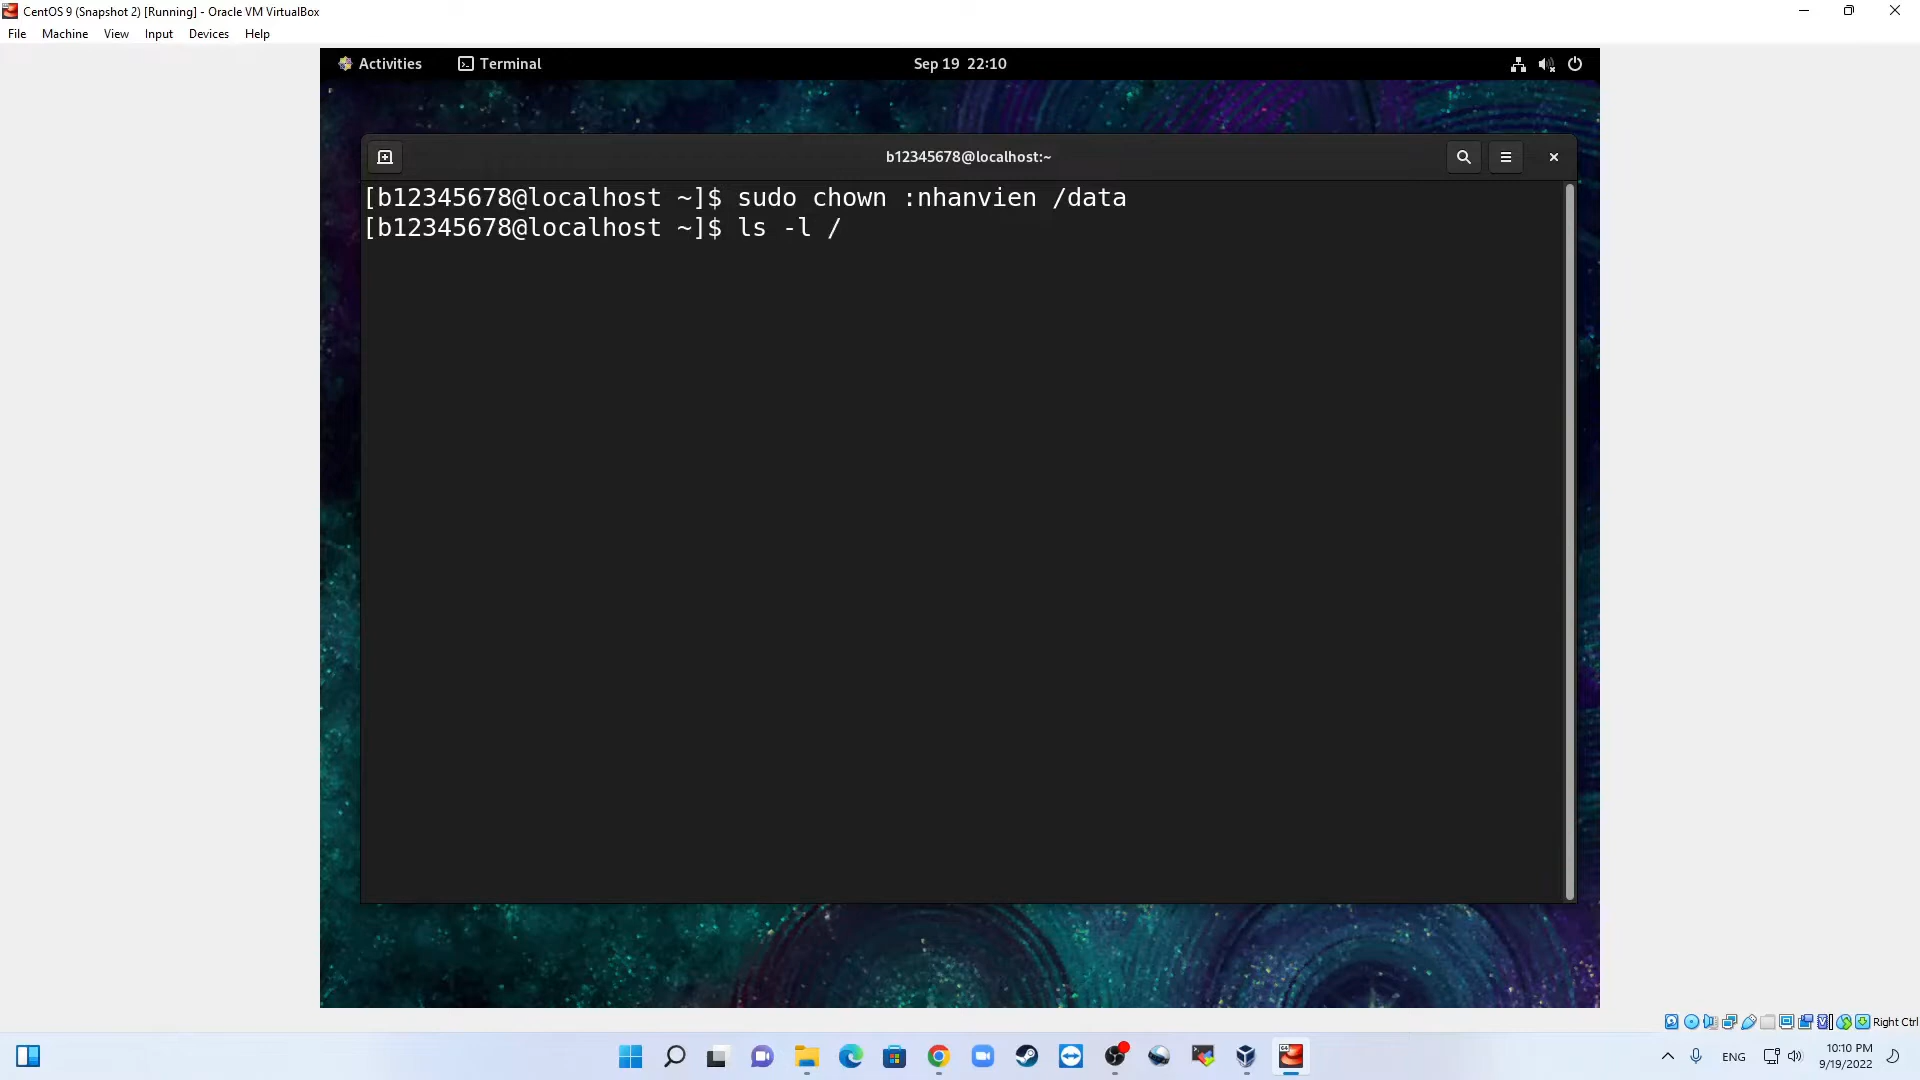 CentOS 9 (Snapshot 2) [Running] - Oracle VM VirtualBox
File Machine View Input Devices Help
Activities Terminal Sep 19 22:10
b12345678@localhost:~
[b12345678@localhost ~]$ sudo chown :nhanvien /data
[b12345678@localhost ~]$ ls -l /
Right Ctrl
ENG
10:10 PM
9/19/2022